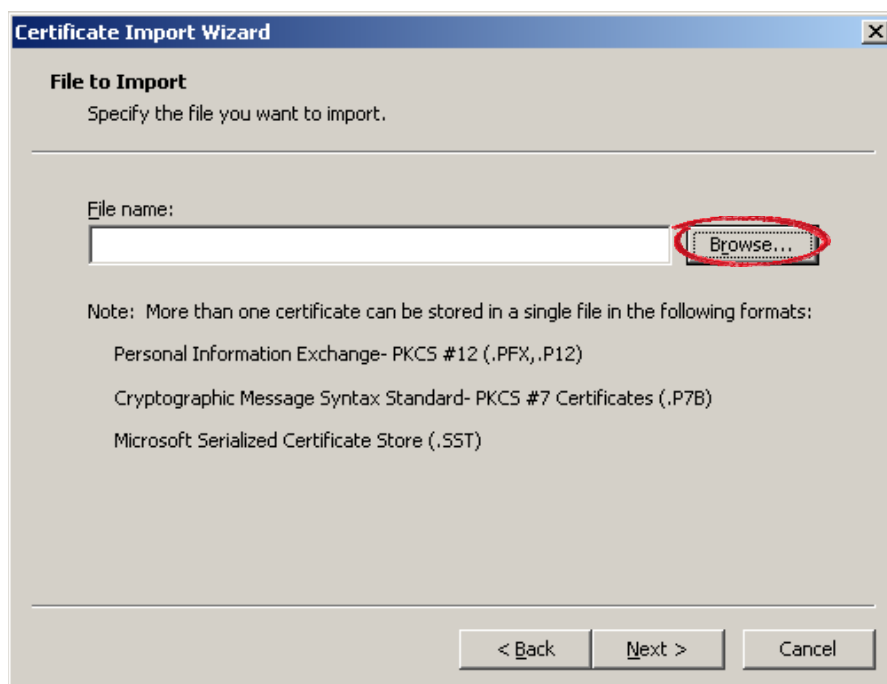 Certificate Import Wizard
File to Import
Specify the file you want to import.
File name:
Browse...
Note:  More than one certificate can be stored in a single file in the following formats:
Personal Information Exchange- PKCS #12 (.PFX,.P12)
Cryptographic Message Syntax Standard- PKCS #7 Certificates (.P7B)
Microsoft Serialized Certificate Store (.SST)
< Back
Next >
Cancel